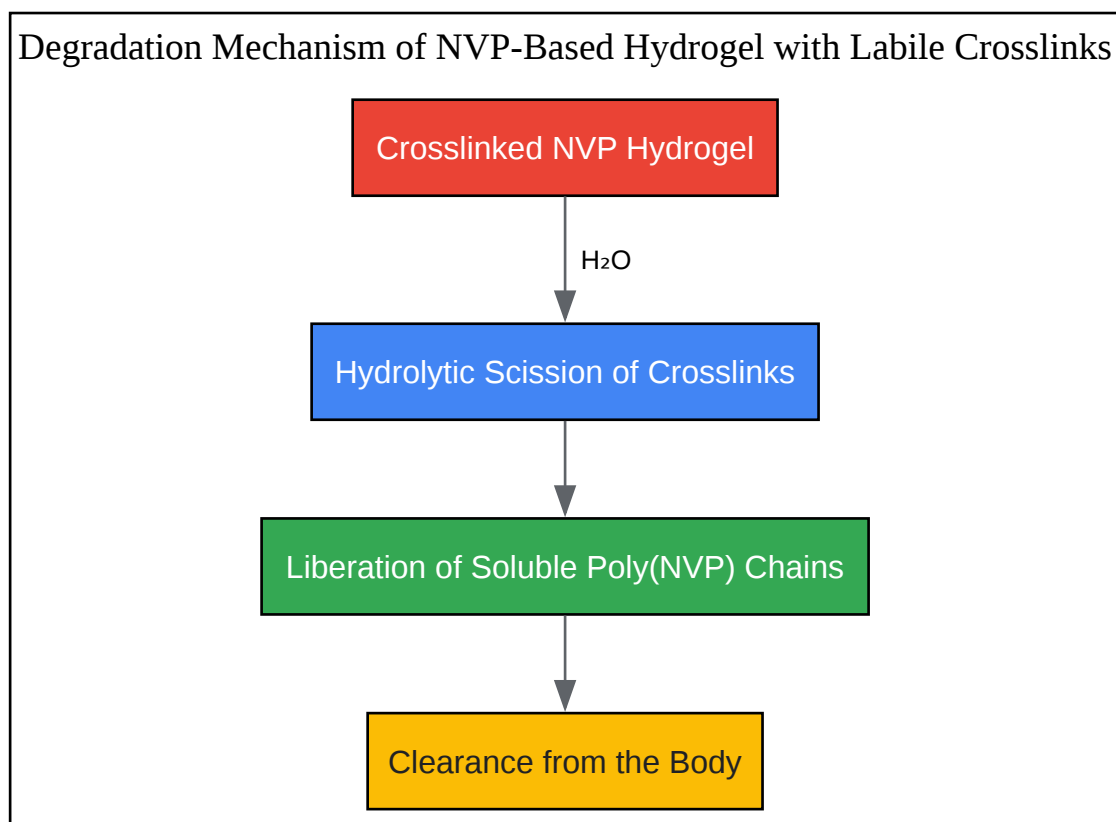 Degradation Mechanism of NVP-Based Hydrogel with Labile Crosslinks
Crosslinked NVP Hydrogel
H₂O
Hydrolytic Scission of Crosslinks
Liberation of Soluble Poly(NVP) Chains
Clearance from the Body